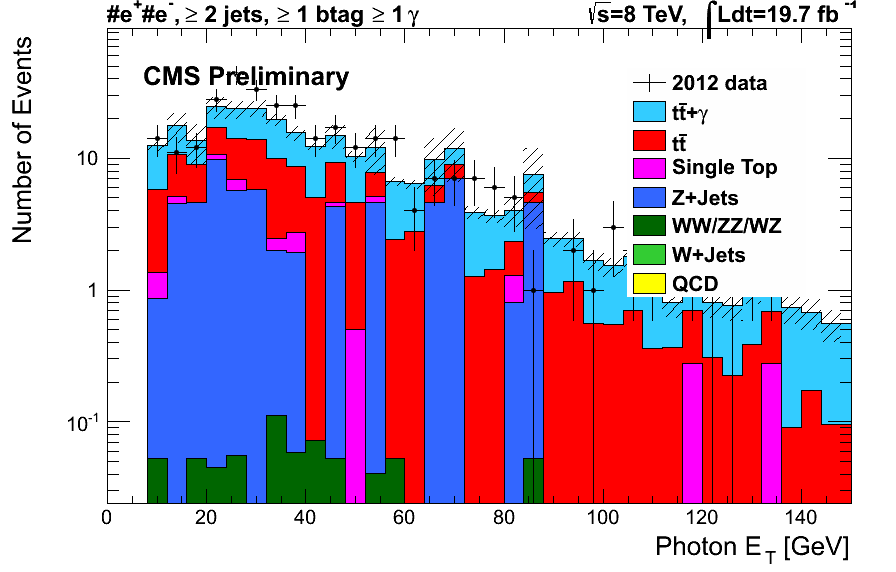 #e⁺#e⁻, ≥ 2 jets, ≥ 1 btag ≥ 1 γ
√s=8 TeV, ∫Ldt=19.7 fb⁻¹
CMS Preliminary
2012 data
tt̄+γ
tt̄
Single Top
Z+Jets
WW/ZZ/WZ
W+Jets
QCD
Number of Events
10
1
10⁻¹
0 20 40 60 80 100 120 140
Photon E_T [GeV]